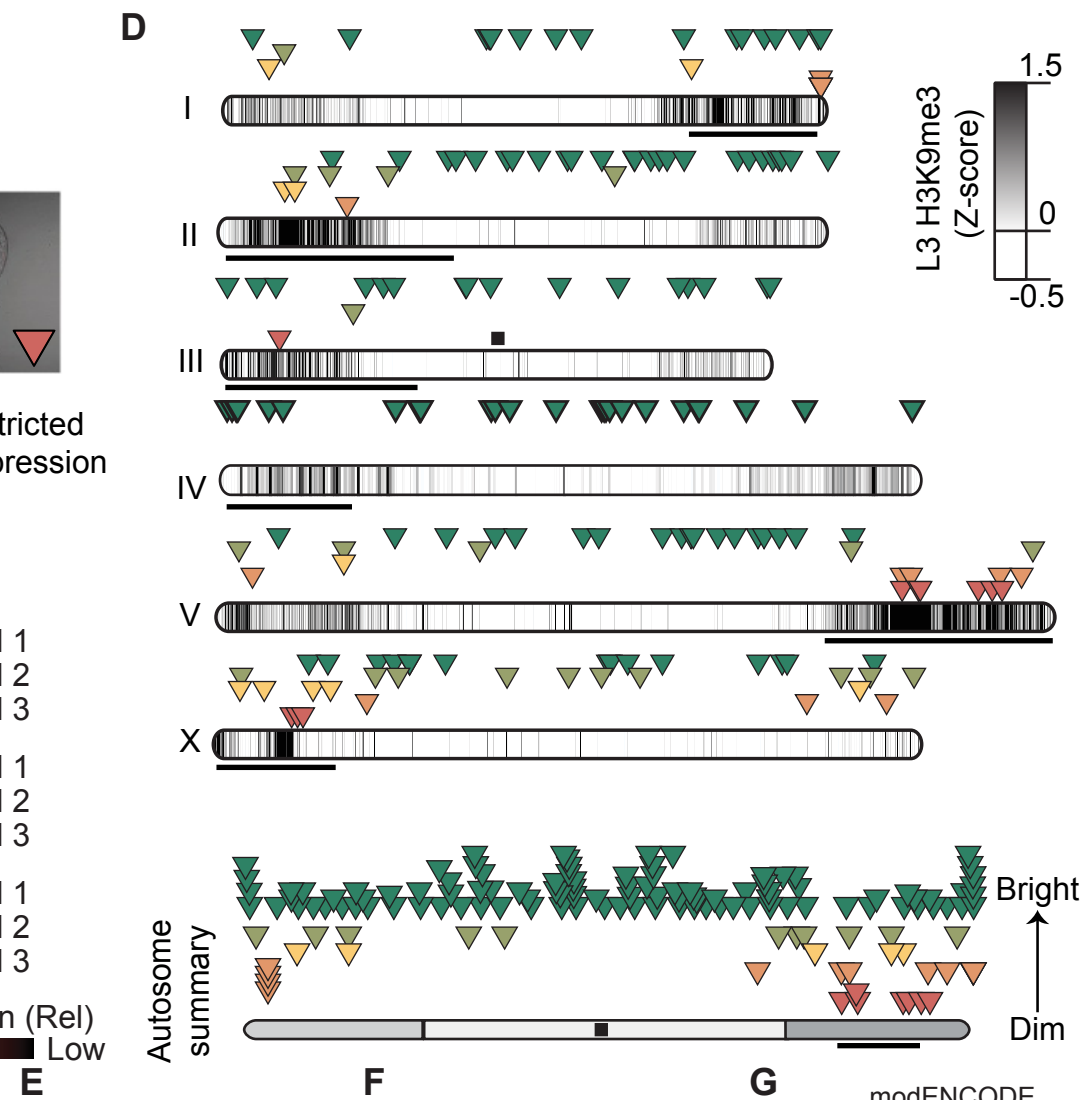 D
I
II
III
IV
V
X
L3 H3K9me3
(Z-score)
1.5
0
-0.5
tricted
pression
l 1
l 2
l 3
l 1
l 2
l 3
l 1
l 2
l 3
n (Rel)
Low
Autosome
summary
Bright
Dim
E
F
G
modENCODE